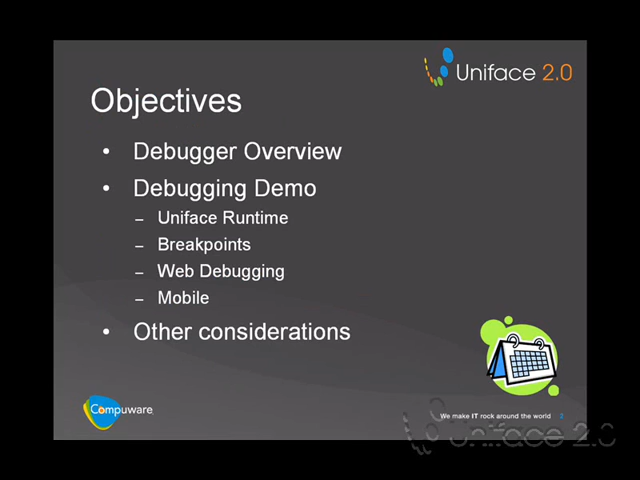 Uniface 2.0
Objectives
• Debugger Overview
• Debugging Demo
– Uniface Runtime
– Breakpoints
– Web Debugging
– Mobile
• Other considerations
Compuware
We make IT rock around the world 2
Uniface 2.0